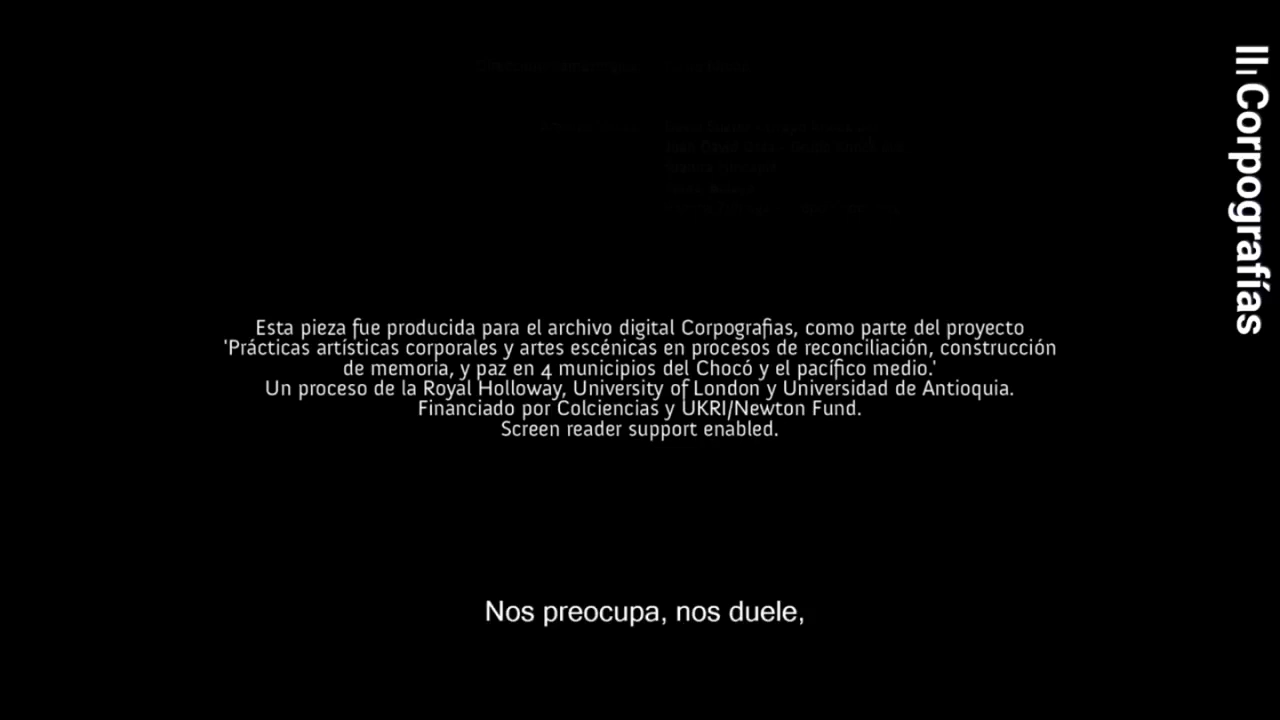 Esta pieza fue producida para el archivo digital Corpografias, como parte del proyecto
'Prácticas artísticas corporales y artes escénicas en procesos de reconciliación, construcción
de memoria, y paz en 4 municipios del Chocó y el pacífico medio.'
Un proceso de la Royal Holloway, University of London y Universidad de Antioquia.
Financiado por Colciencias y UKRI/Newton Fund.
Screen reader support enabled.
Nos preocupa, nos duele,
Corpografías